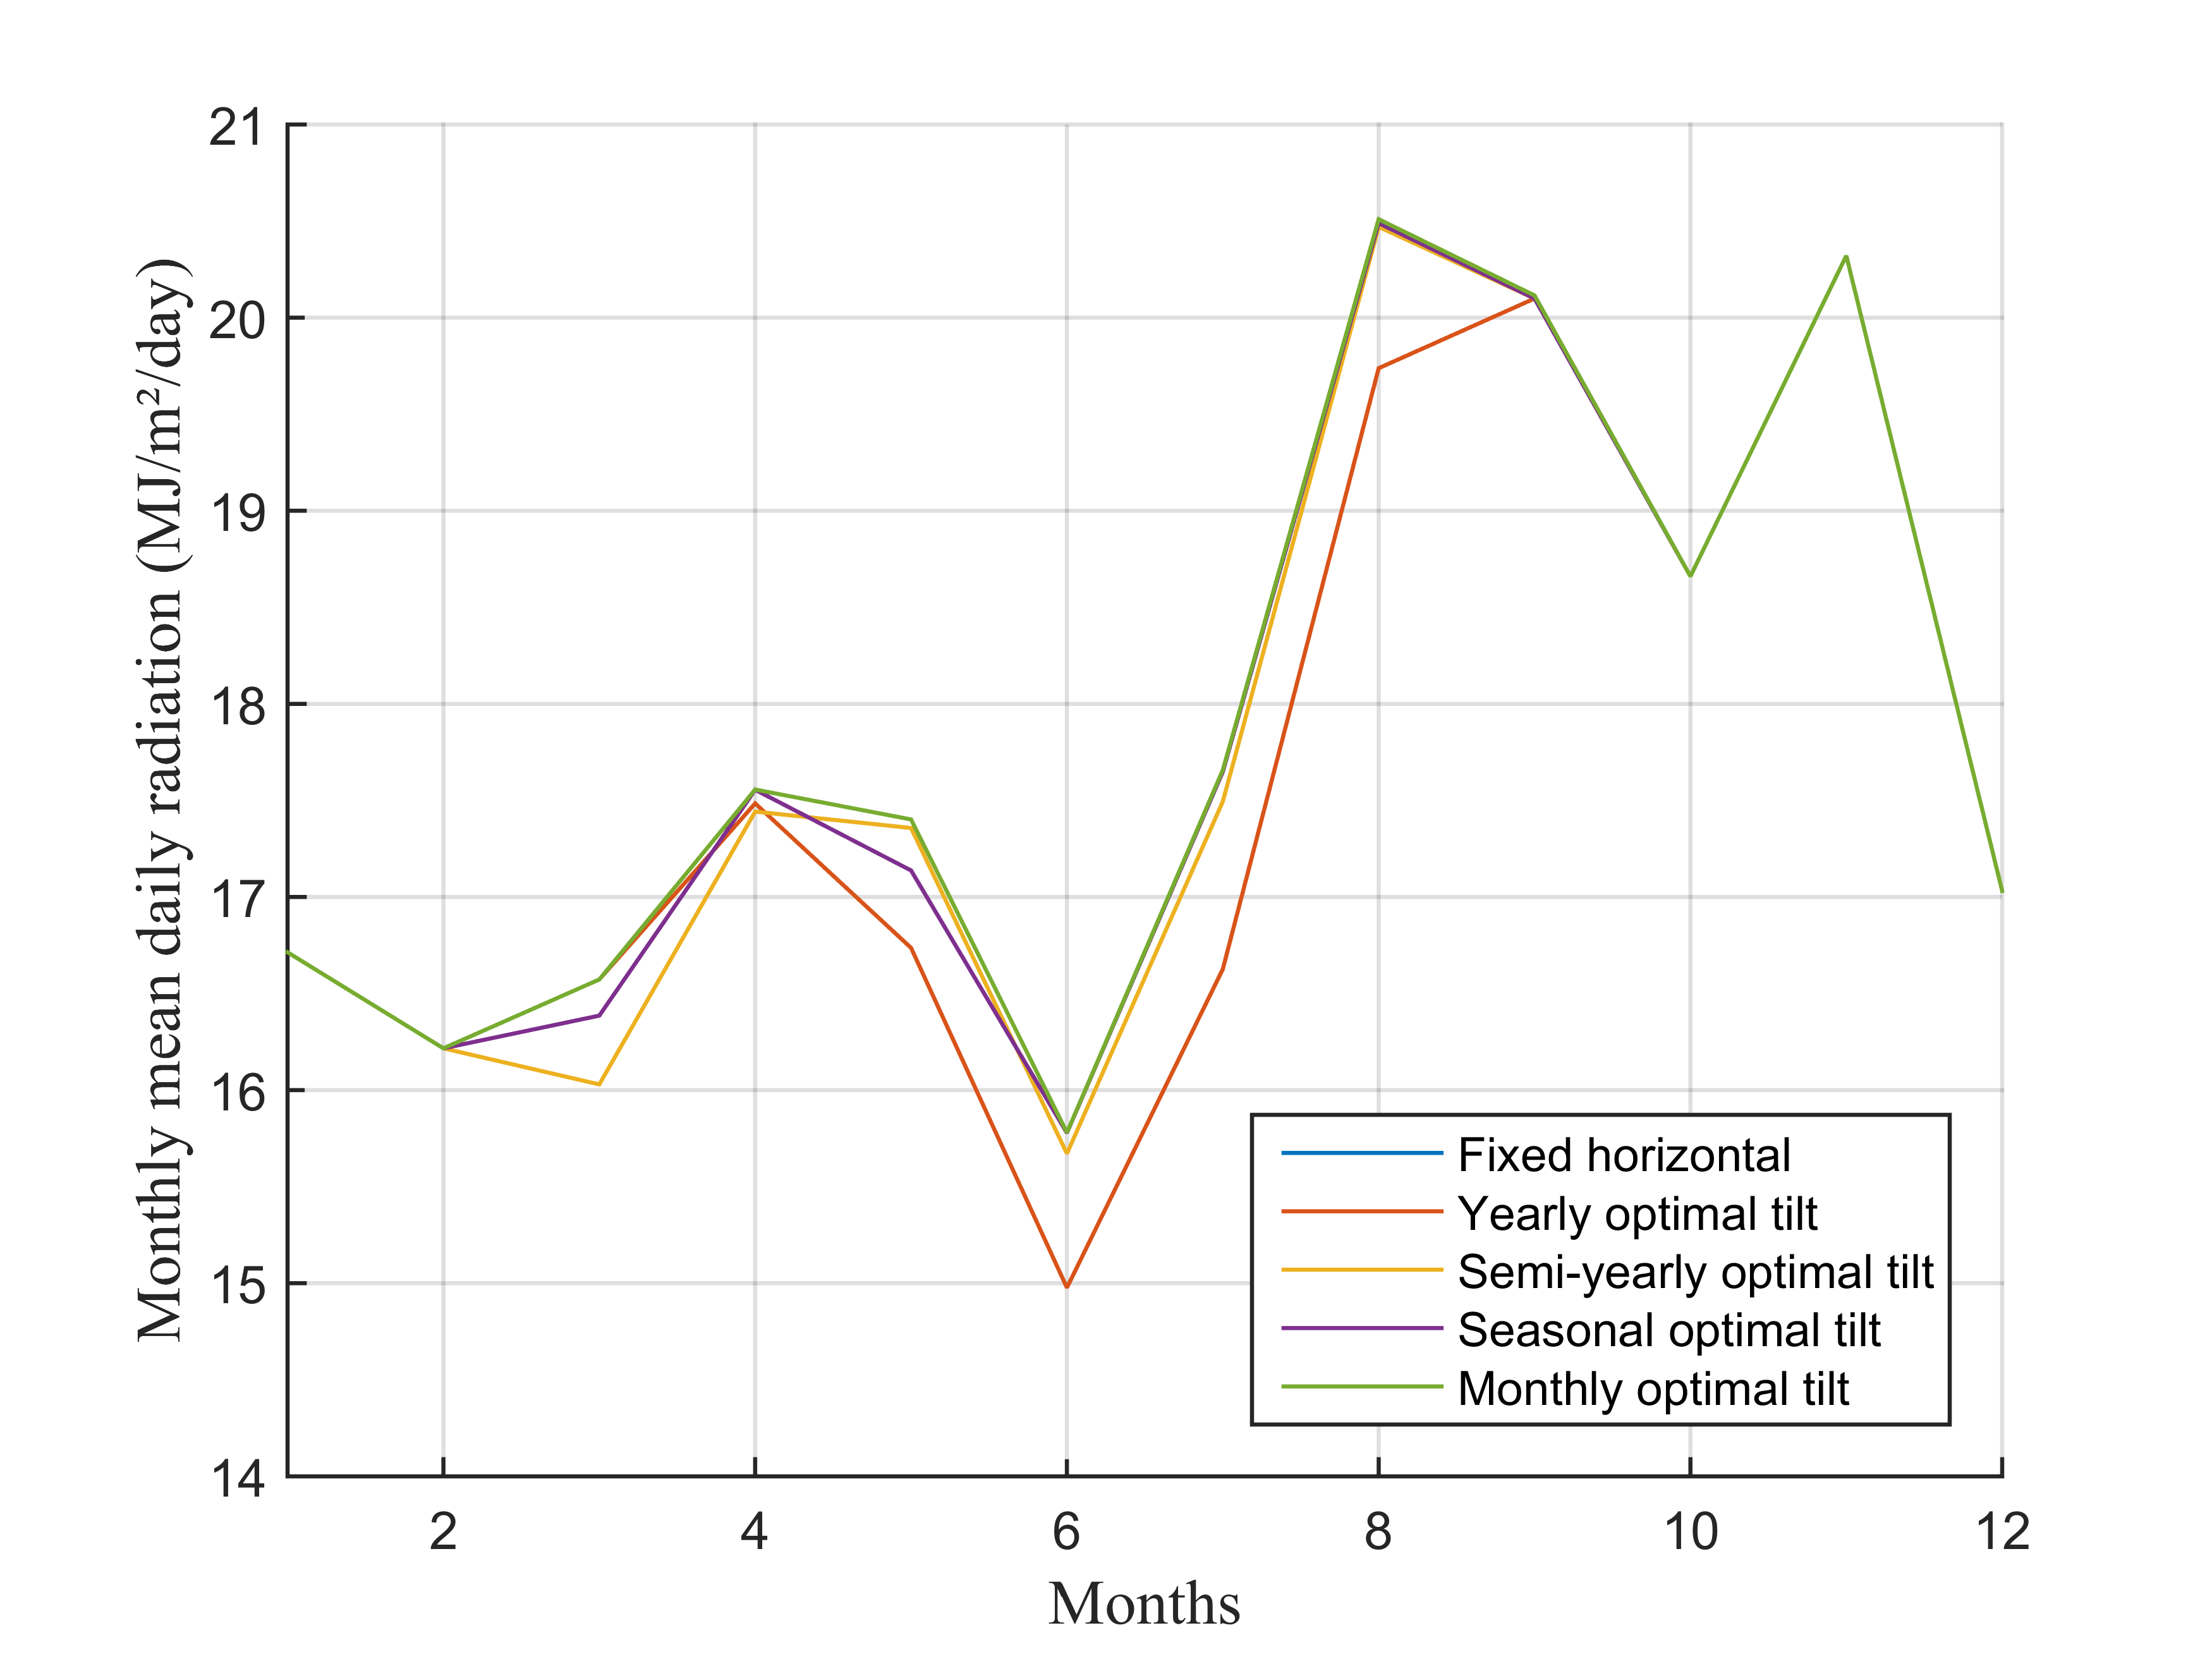 Monthly mean daily radiation (MJ/m²/day)
21
20
19
18
17
16
15
14
2
4
6
8
10
12
Months
Fixed horizontal
Yearly optimal tilt
Semi-yearly optimal tilt
Seasonal optimal tilt
Monthly optimal tilt